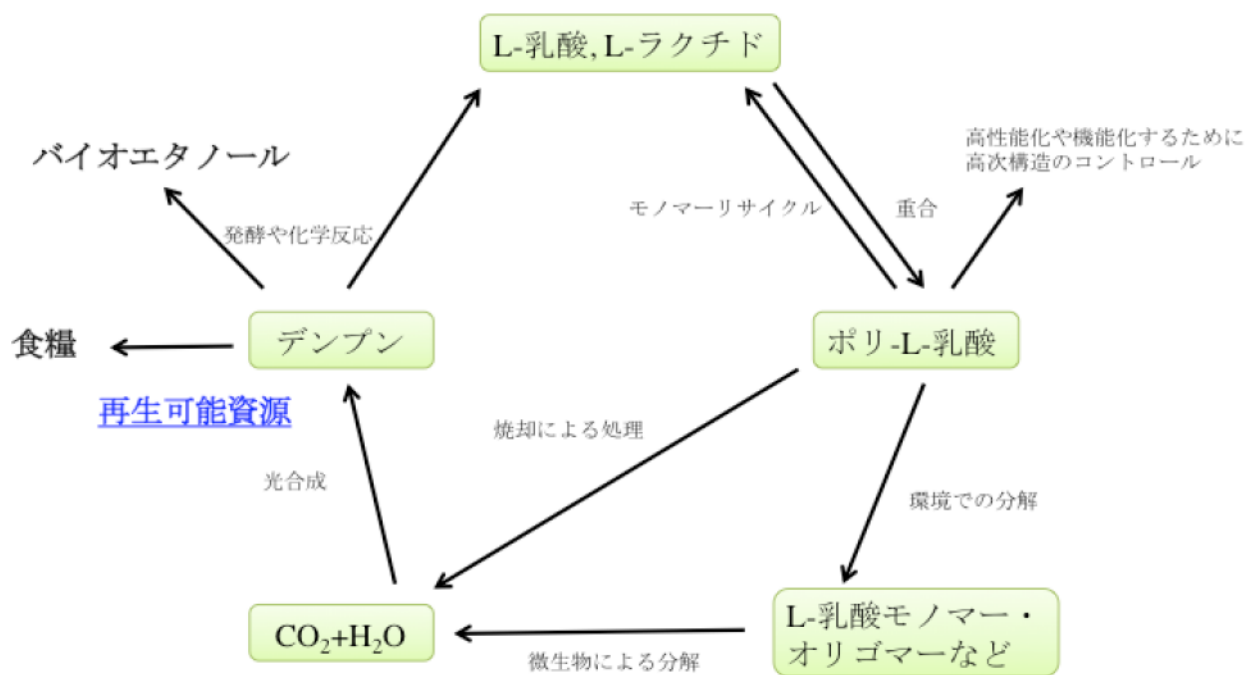 L-乳酸, L-ラクチド
高性能化や機能化するために
高次構造のコントロール
バイオエタノール
モノマーリサイクル
重合
発酵や化学反応
食糧
デンプン
ポリ-L-乳酸
再生可能資源
焼却による処理
光合成
環境での分解
CO₂+H₂O
L-乳酸モノマー・
オリゴマーなど
微生物による分解